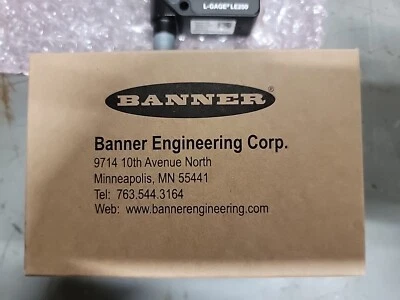 L-GAGE® LE250
BANNER®
Banner Engineering Corp.
9714 10th Avenue North
Minneapolis, MN 55441
Tel: 763.544.3164
Web: www.bannerengineering.com